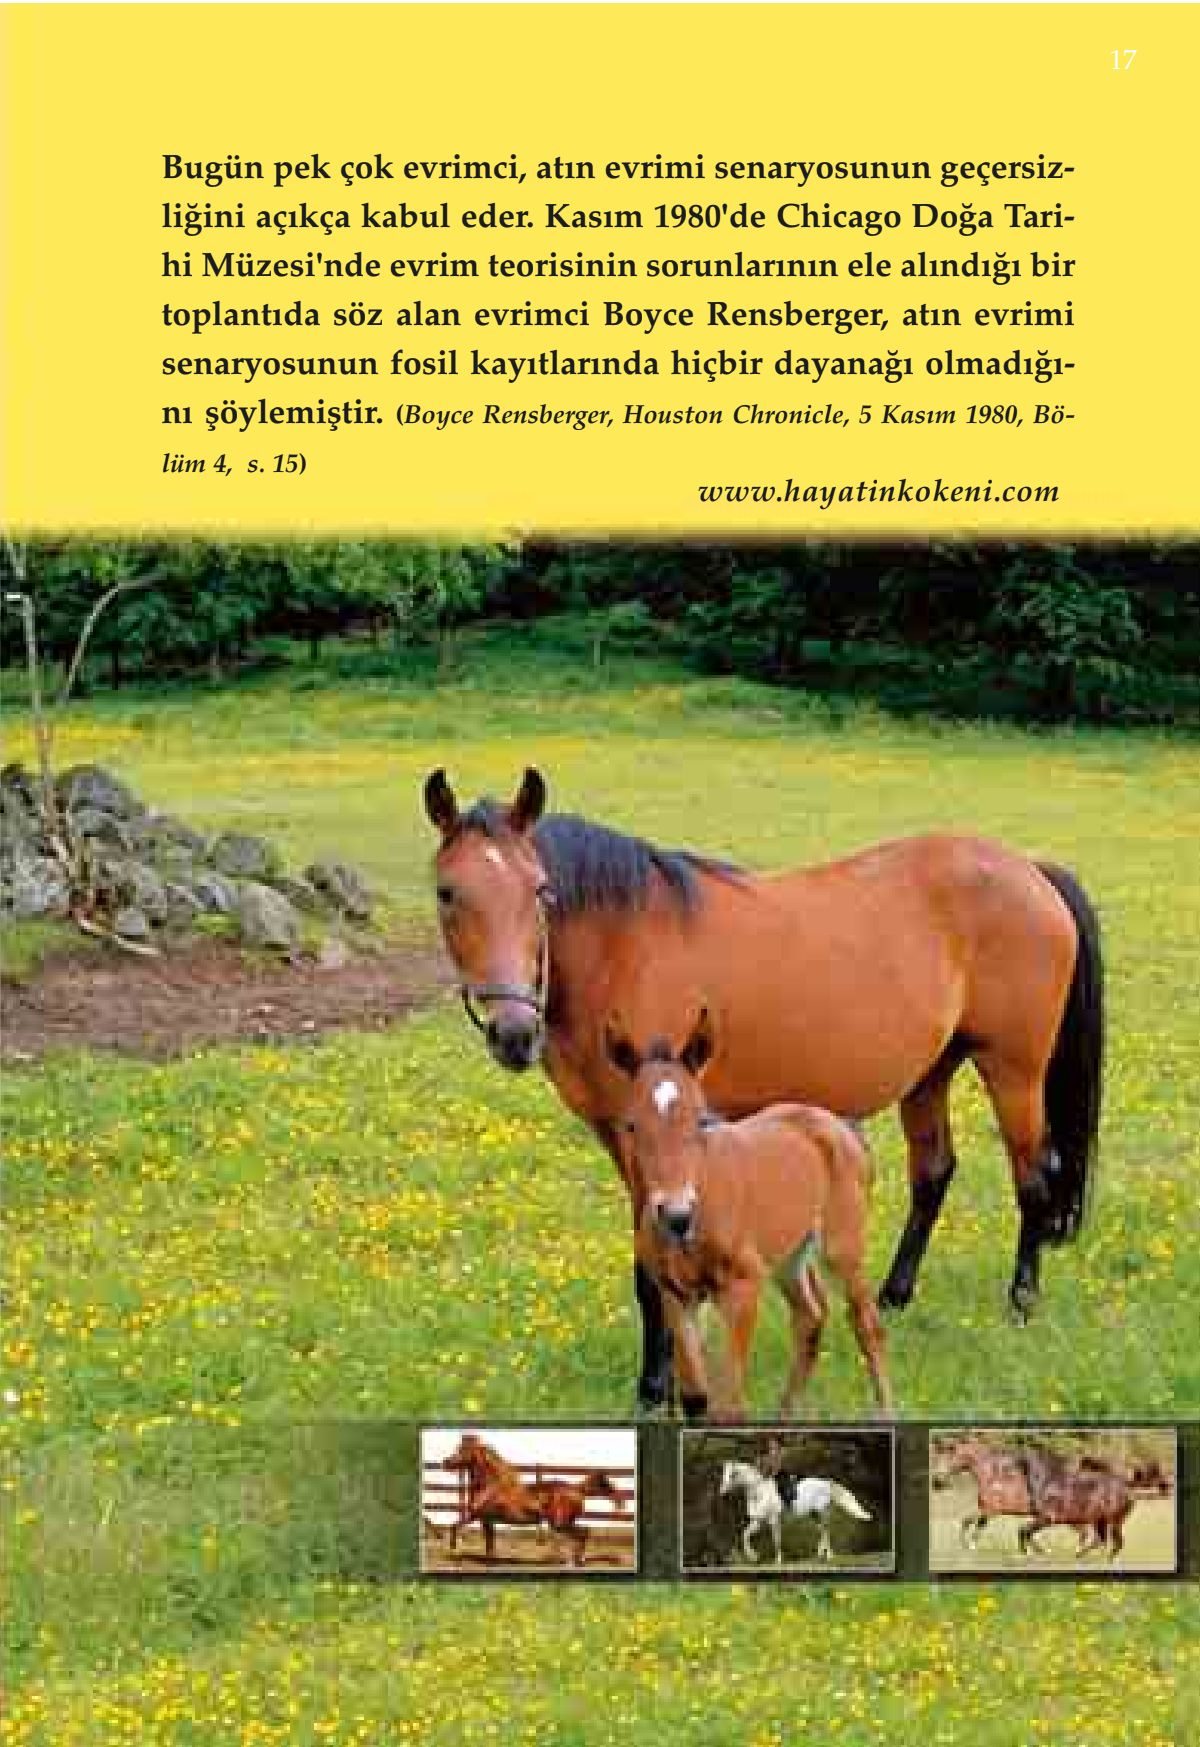 17
Bugün pek çok evrimci, atın evrimi senaryosunun geçersiz-
liğini açıkça kabul eder. Kasım 1980'de Chicago Doğa Tari-
hi Müzesi'nde evrim teorisinin sorunlarının ele alındığı bir
toplantıda söz alan evrimci Boyce Rensberger, atın evrimi
senaryosunun fosil kayıtlarında hiçbir dayanağı olmadığı-
nı şöylemiştir. (Boyce Rensberger, Houston Chronicle, 5 Kasım 1980, Bö-
lüm 4, s. 15)
www.hayatinkokeni.com